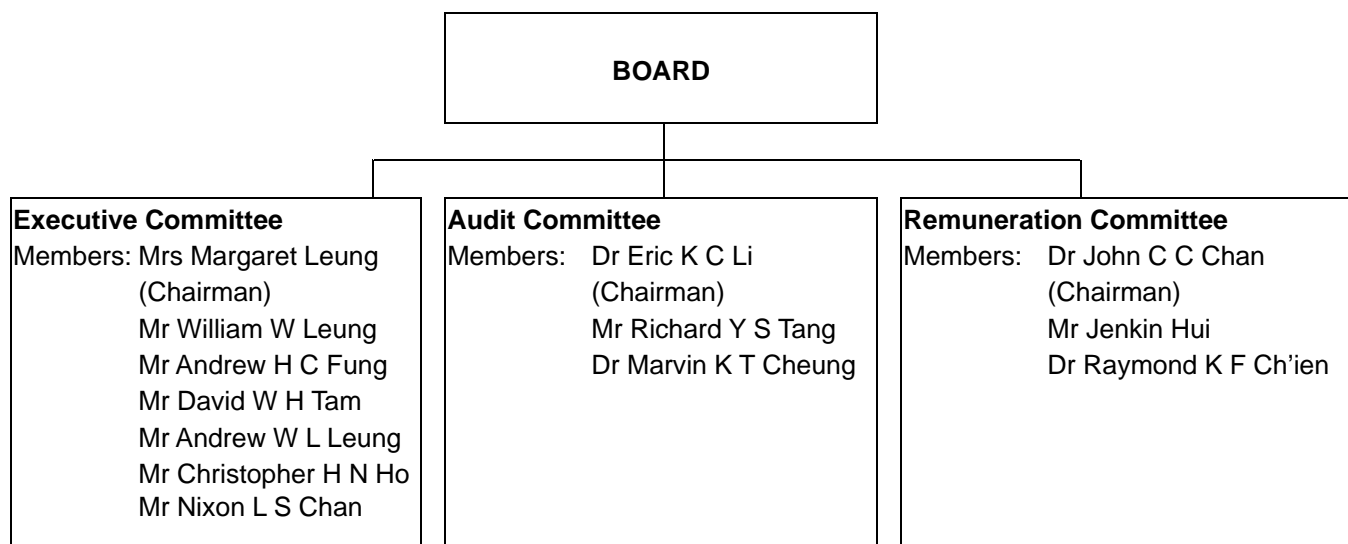 BOARD
Executive Committee
Members: Mrs Margaret Leung
(Chairman)
Mr William W Leung
Mr Andrew H C Fung
Mr David W H Tam
Mr Andrew W L Leung
Mr Christopher H N Ho
Mr Nixon L S Chan
Audit Committee
Members: Dr Eric K C Li
(Chairman)
Mr Richard Y S Tang
Dr Marvin K T Cheung
Remuneration Committee
Members: Dr John C C Chan
(Chairman)
Mr Jenkin Hui
Dr Raymond K F Ch’ien